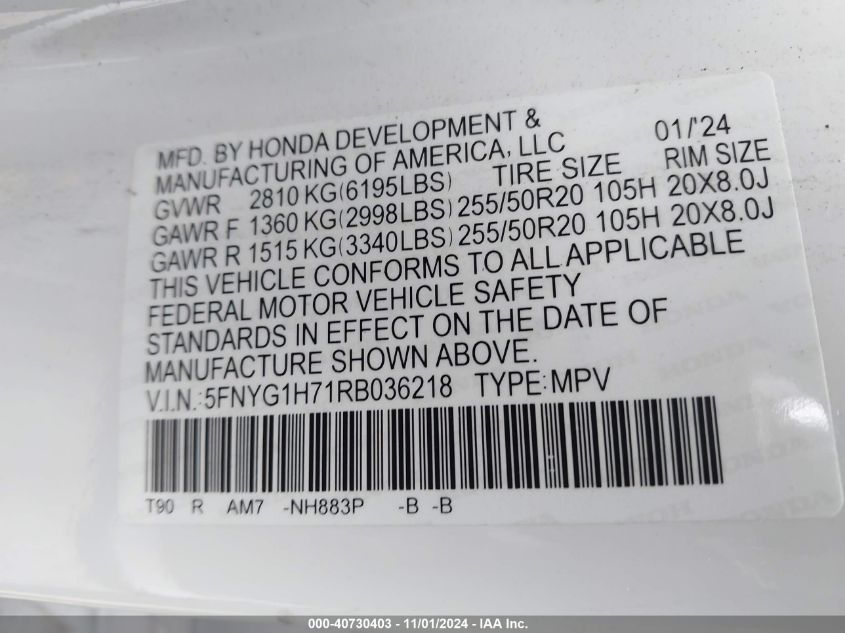 MFD. BY HONDA DEVELOPMENT &
MANUFACTURING OF AMERICA, LLC 01/'24
GVWR 2810 KG(6195LBS) TIRE SIZE RIM SIZE
GAWR F 1360 KG(2998LBS) 255/50R20 105H 20X8.0J
GAWR R 1515 KG(3340LBS) 255/50R20 105H 20X8.0J
THIS VEHICLE CONFORMS TO ALL APPLICABLE
FEDERAL MOTOR VEHICLE SAFETY
STANDARDS IN EFFECT ON THE DATE OF
MANUFACTURE SHOWN ABOVE.
V.I.N.:5FNYG1H71RB036218 TYPE:MPV
T90 R AM7 -NH883P -B -B
000-40730403 - 11/01/2024 - IAA Inc.